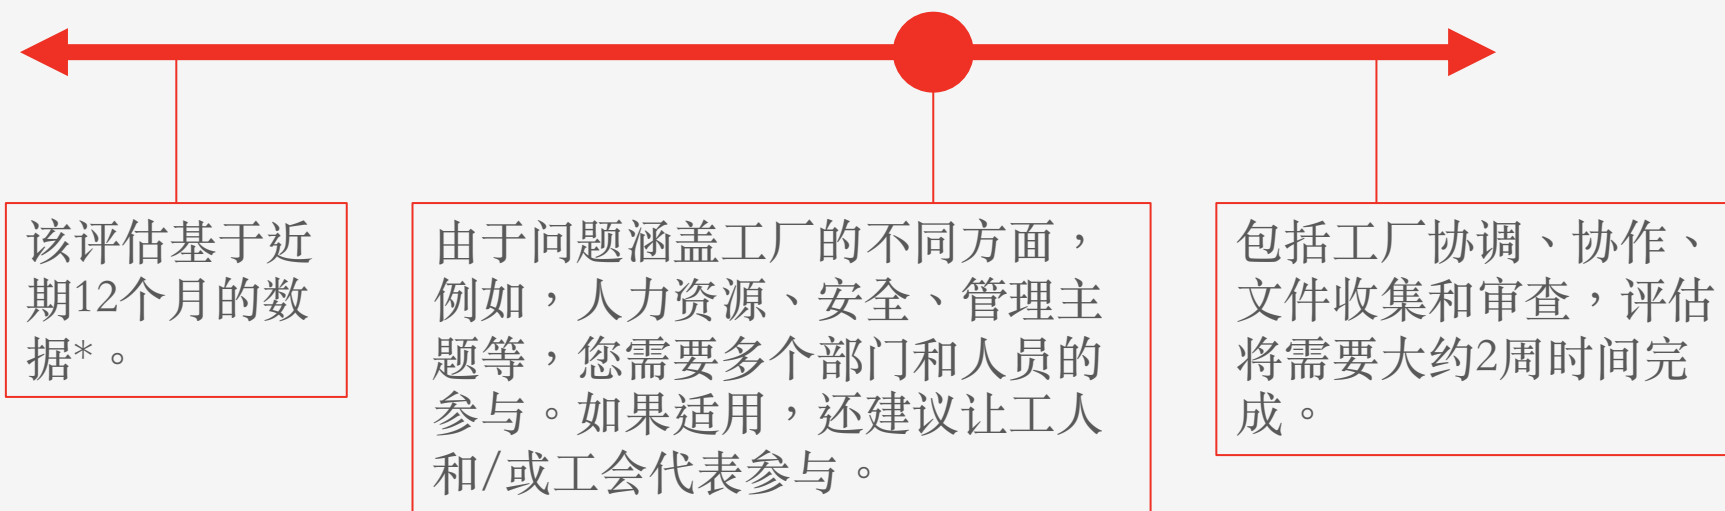 该评估基于近
期12个月的数
据*。
由于问题涵盖工厂的不同方面，
例如，人力资源、安全、管理主
题等，您需要多个部门和人员的
参与。如果适用，还建议让工人
和/或工会代表参与。
包括工厂协调、协作、
文件收集和审查，评估
将需要大约2周时间完
成。